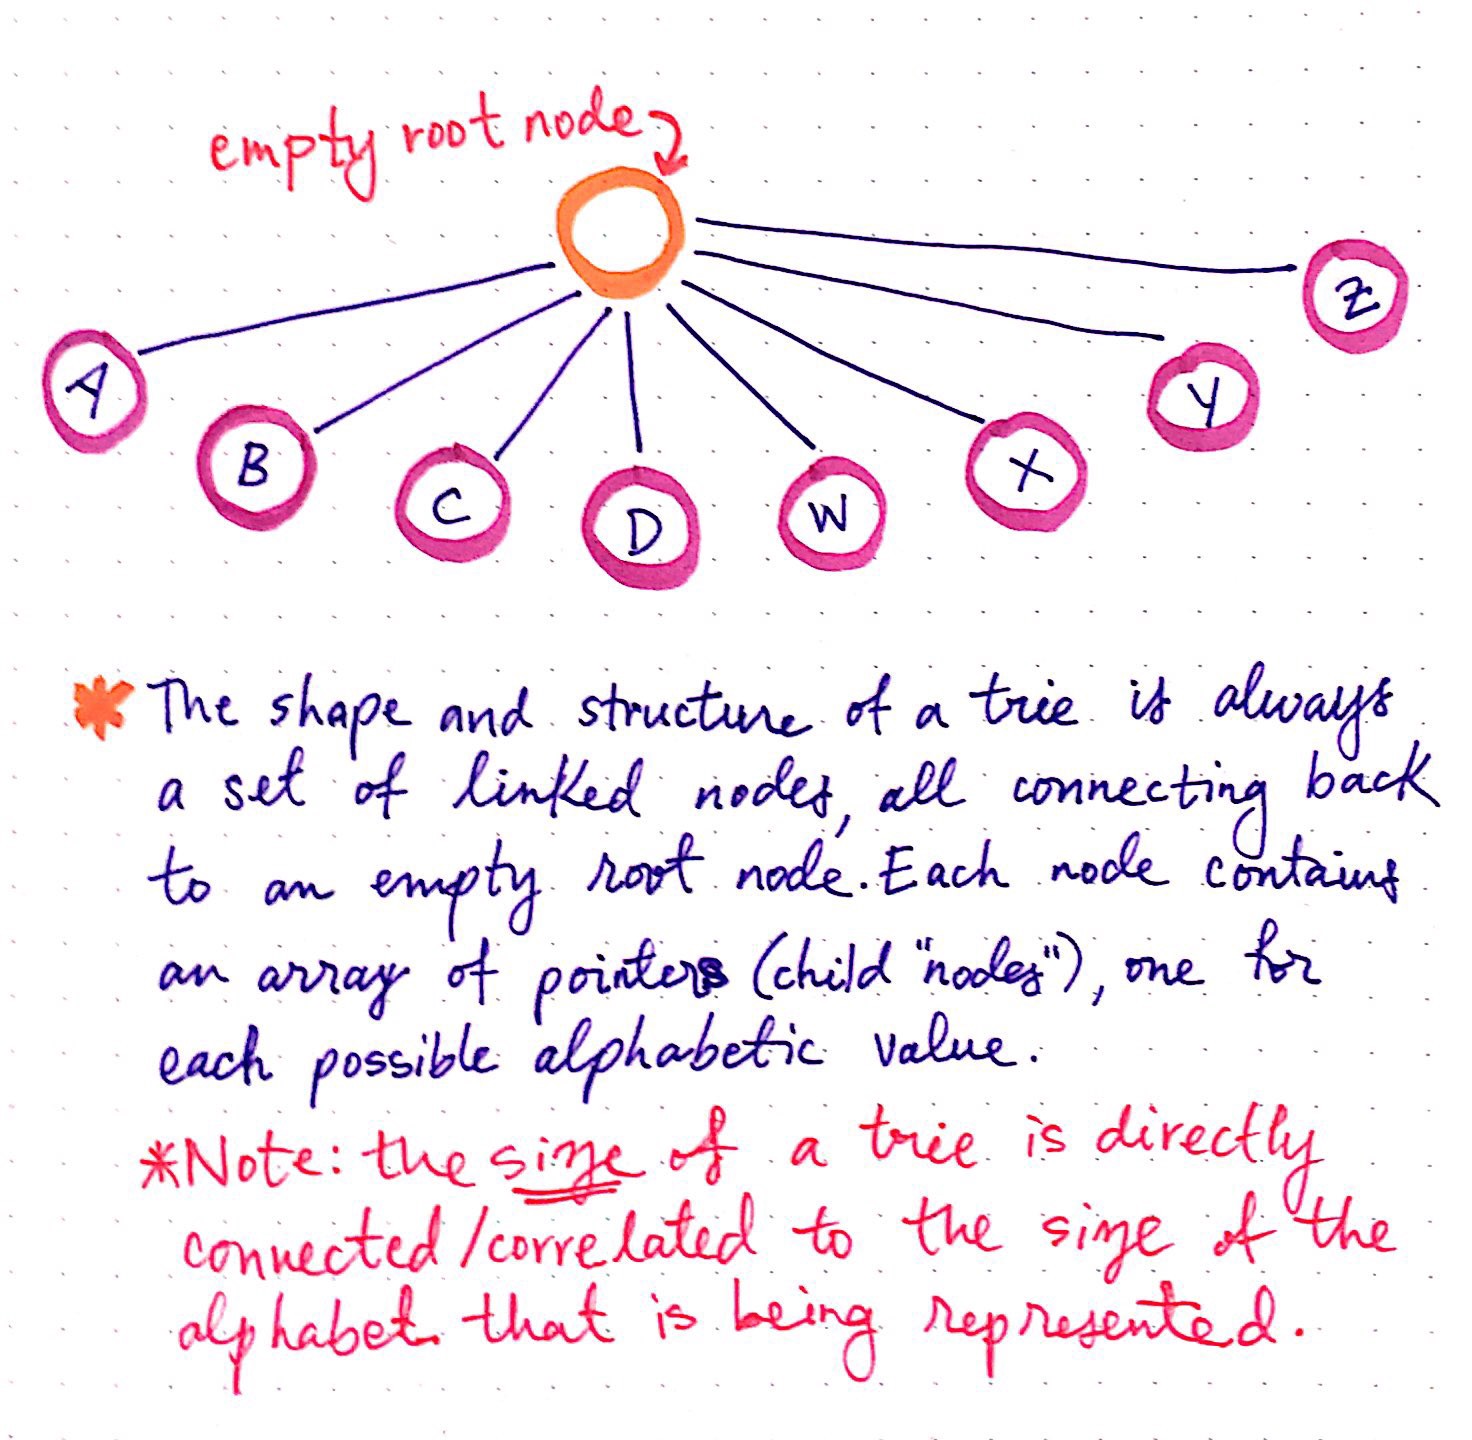 empty root node
Z
A
Y
B
X
C
D
W
* The shape and structure of a trie is always
a set of linked nodes, all connecting back
to an empty root node. Each node contains
an array of pointers (child "nodes"), one for
each possible alphabetic value.
*Note: the size of a trie is directly
connected/correlated to the size of the
alphabet that is being represented.